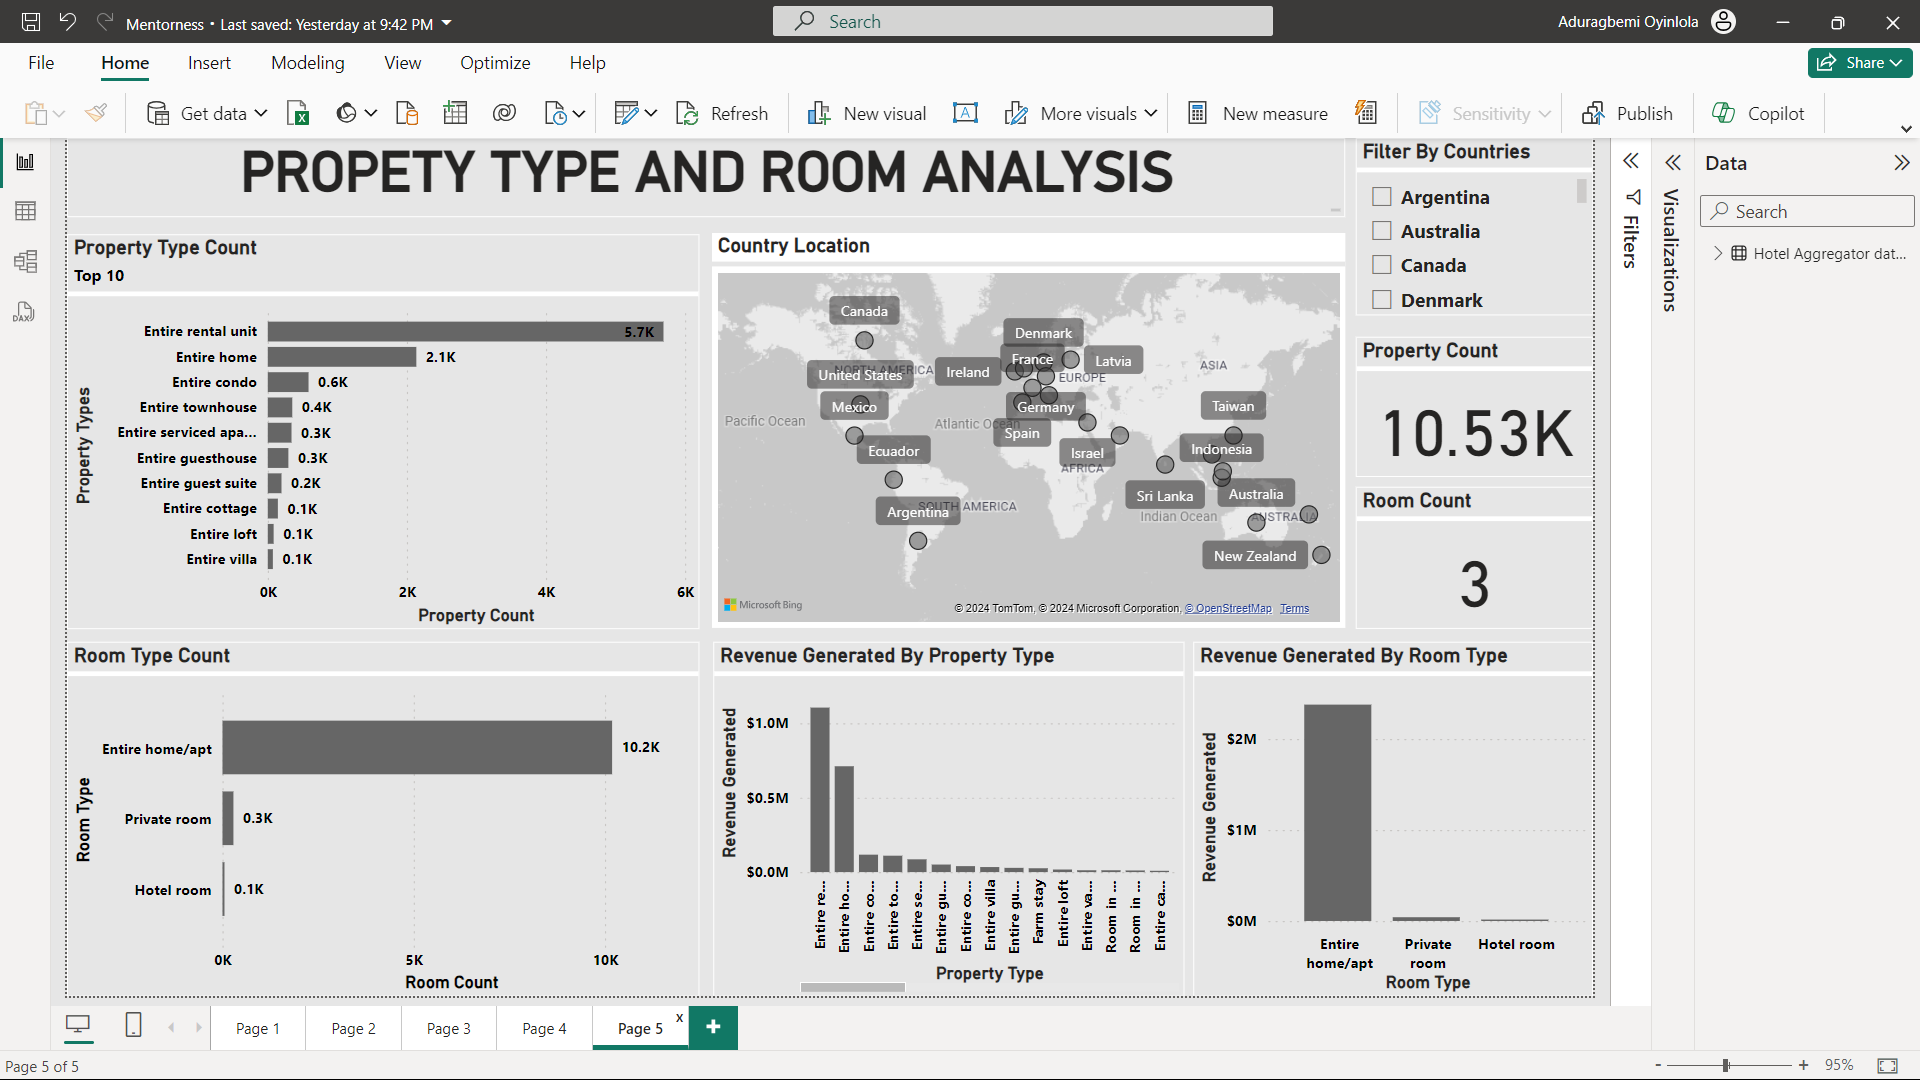 Mentorness • Last saved: Yesterday at 9:42 PM
Search
Aduragbemi Oyinlola
File
Home
Insert
Modeling
View
Optimize
Help
Share
Get data
Refresh
New visual
More visuals
New measure
Sensitivity
Publish
Copilot
DAX
PROPETY TYPE AND ROOM ANALYSIS
Filter By Countries
Argentina
Australia
Canada
Denmark
Filters
Visualizations
Data
Search
Hotel Aggregator dat...
Property Type Count
Top 10
Property Types
Entire rental unit 5.7K
Entire home 2.1K
Entire condo 0.6K
Entire townhouse 0.4K
Entire serviced apa... 0.3K
Entire guesthouse 0.3K
Entire guest suite 0.2K
Entire cottage 0.1K
Entire loft 0.1K
Entire villa 0.1K
0K 2K 4K 6K
Property Count
Country Location
Canada
Denmark
France
Latvia
United States
NORTH AMERICA
Ireland
EUROPE
ASIA
Mexico
Germany
Taiwan
Pacific Ocean
Atlantic Ocean
Spain
Ecuador
Israel
Indonesia
AFRICA
Sri Lanka
Australia
Argentina
SOUTH AMERICA
Indian Ocean
AUSTRALIA
New Zealand
Microsoft Bing
© 2024 TomTom, © 2024 Microsoft Corporation, © OpenStreetMap Terms
Property Count
10.53K
Room Count
3
Room Type Count
Room Type
Entire home/apt 10.2K
Private room 0.3K
Hotel room 0.1K
0K 5K 10K
Room Count
Revenue Generated By Property Type
Revenue Generated
$1.0M
$0.5M
$0.0M
Entire re...
Entire ho...
Entire co...
Entire to...
Entire se...
Entire gu...
Entire co...
Entire villa
Entire gu...
Farm stay
Entire loft
Entire va...
Room in ...
Room in ...
Entire ca...
Property Type
Revenue Generated By Room Type
Revenue Generated
$2M
$1M
$0M
Entire home/apt
Private room
Hotel room
Room Type
Page 1
Page 2
Page 3
Page 4
Page 5
x
+
Page 5 of 5
- + 95%